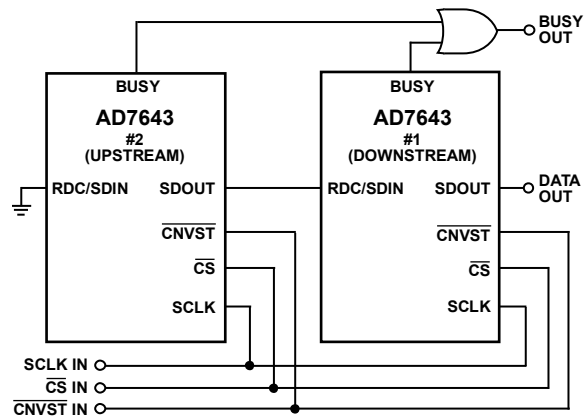 BUSY
OUT
BUSY
BUSY
AD7643
#2
(UPSTREAM)
AD7643
#1
(DOWNSTREAM)
RDC/SDIN
SDOUT
RDC/SDIN
SDOUT
DATA
OUT
CNVST
CNVST
CS
CS
SCLK
SCLK
SCLK IN
CS IN
CNVST IN